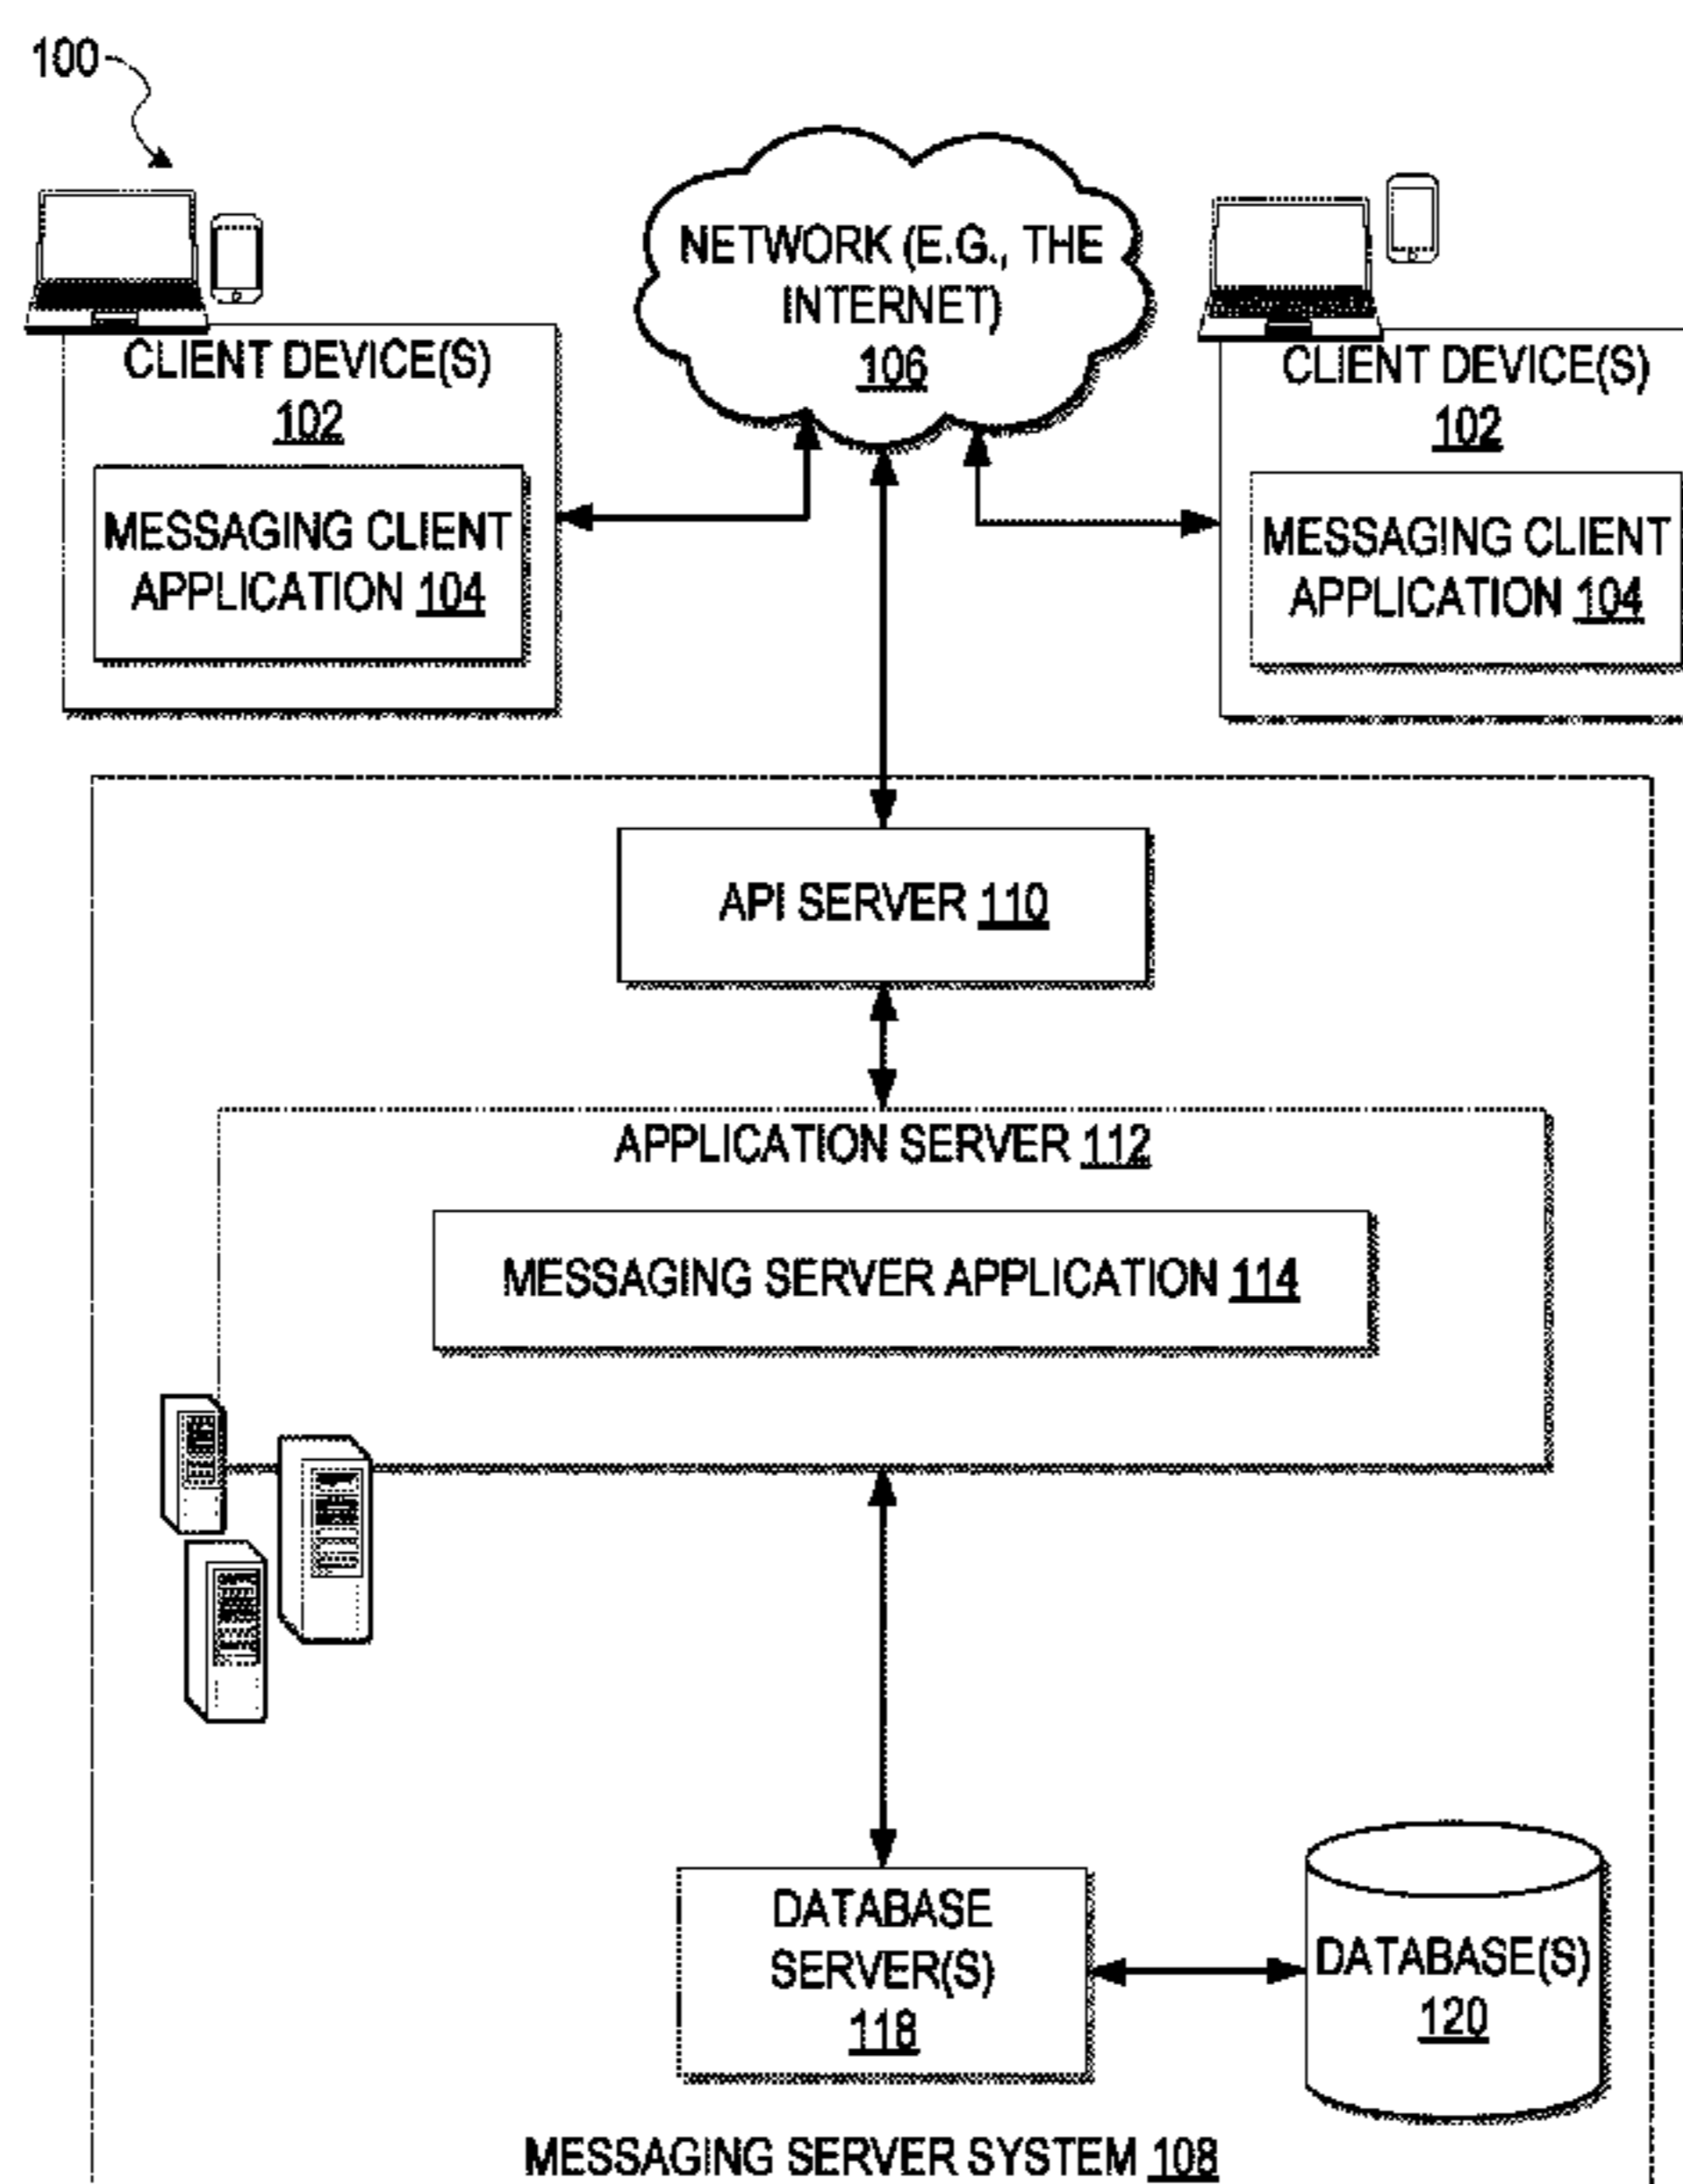 100
NETWORK (E.G., THE
INTERNET)
106
CLIENT DEVICE(S)
102
MESSAGING CLIENT
APPLICATION 104
CLIENT DEVICE(S)
102
MESSAGING CLIENT
APPLICATION 104
API SERVER 110
APPLICATION SERVER 112
MESSAGING SERVER APPLICATION 114
DATABASE
SERVER(S)
118
DATABASE(S)
120
MESSAGING SERVER SYSTEM 108